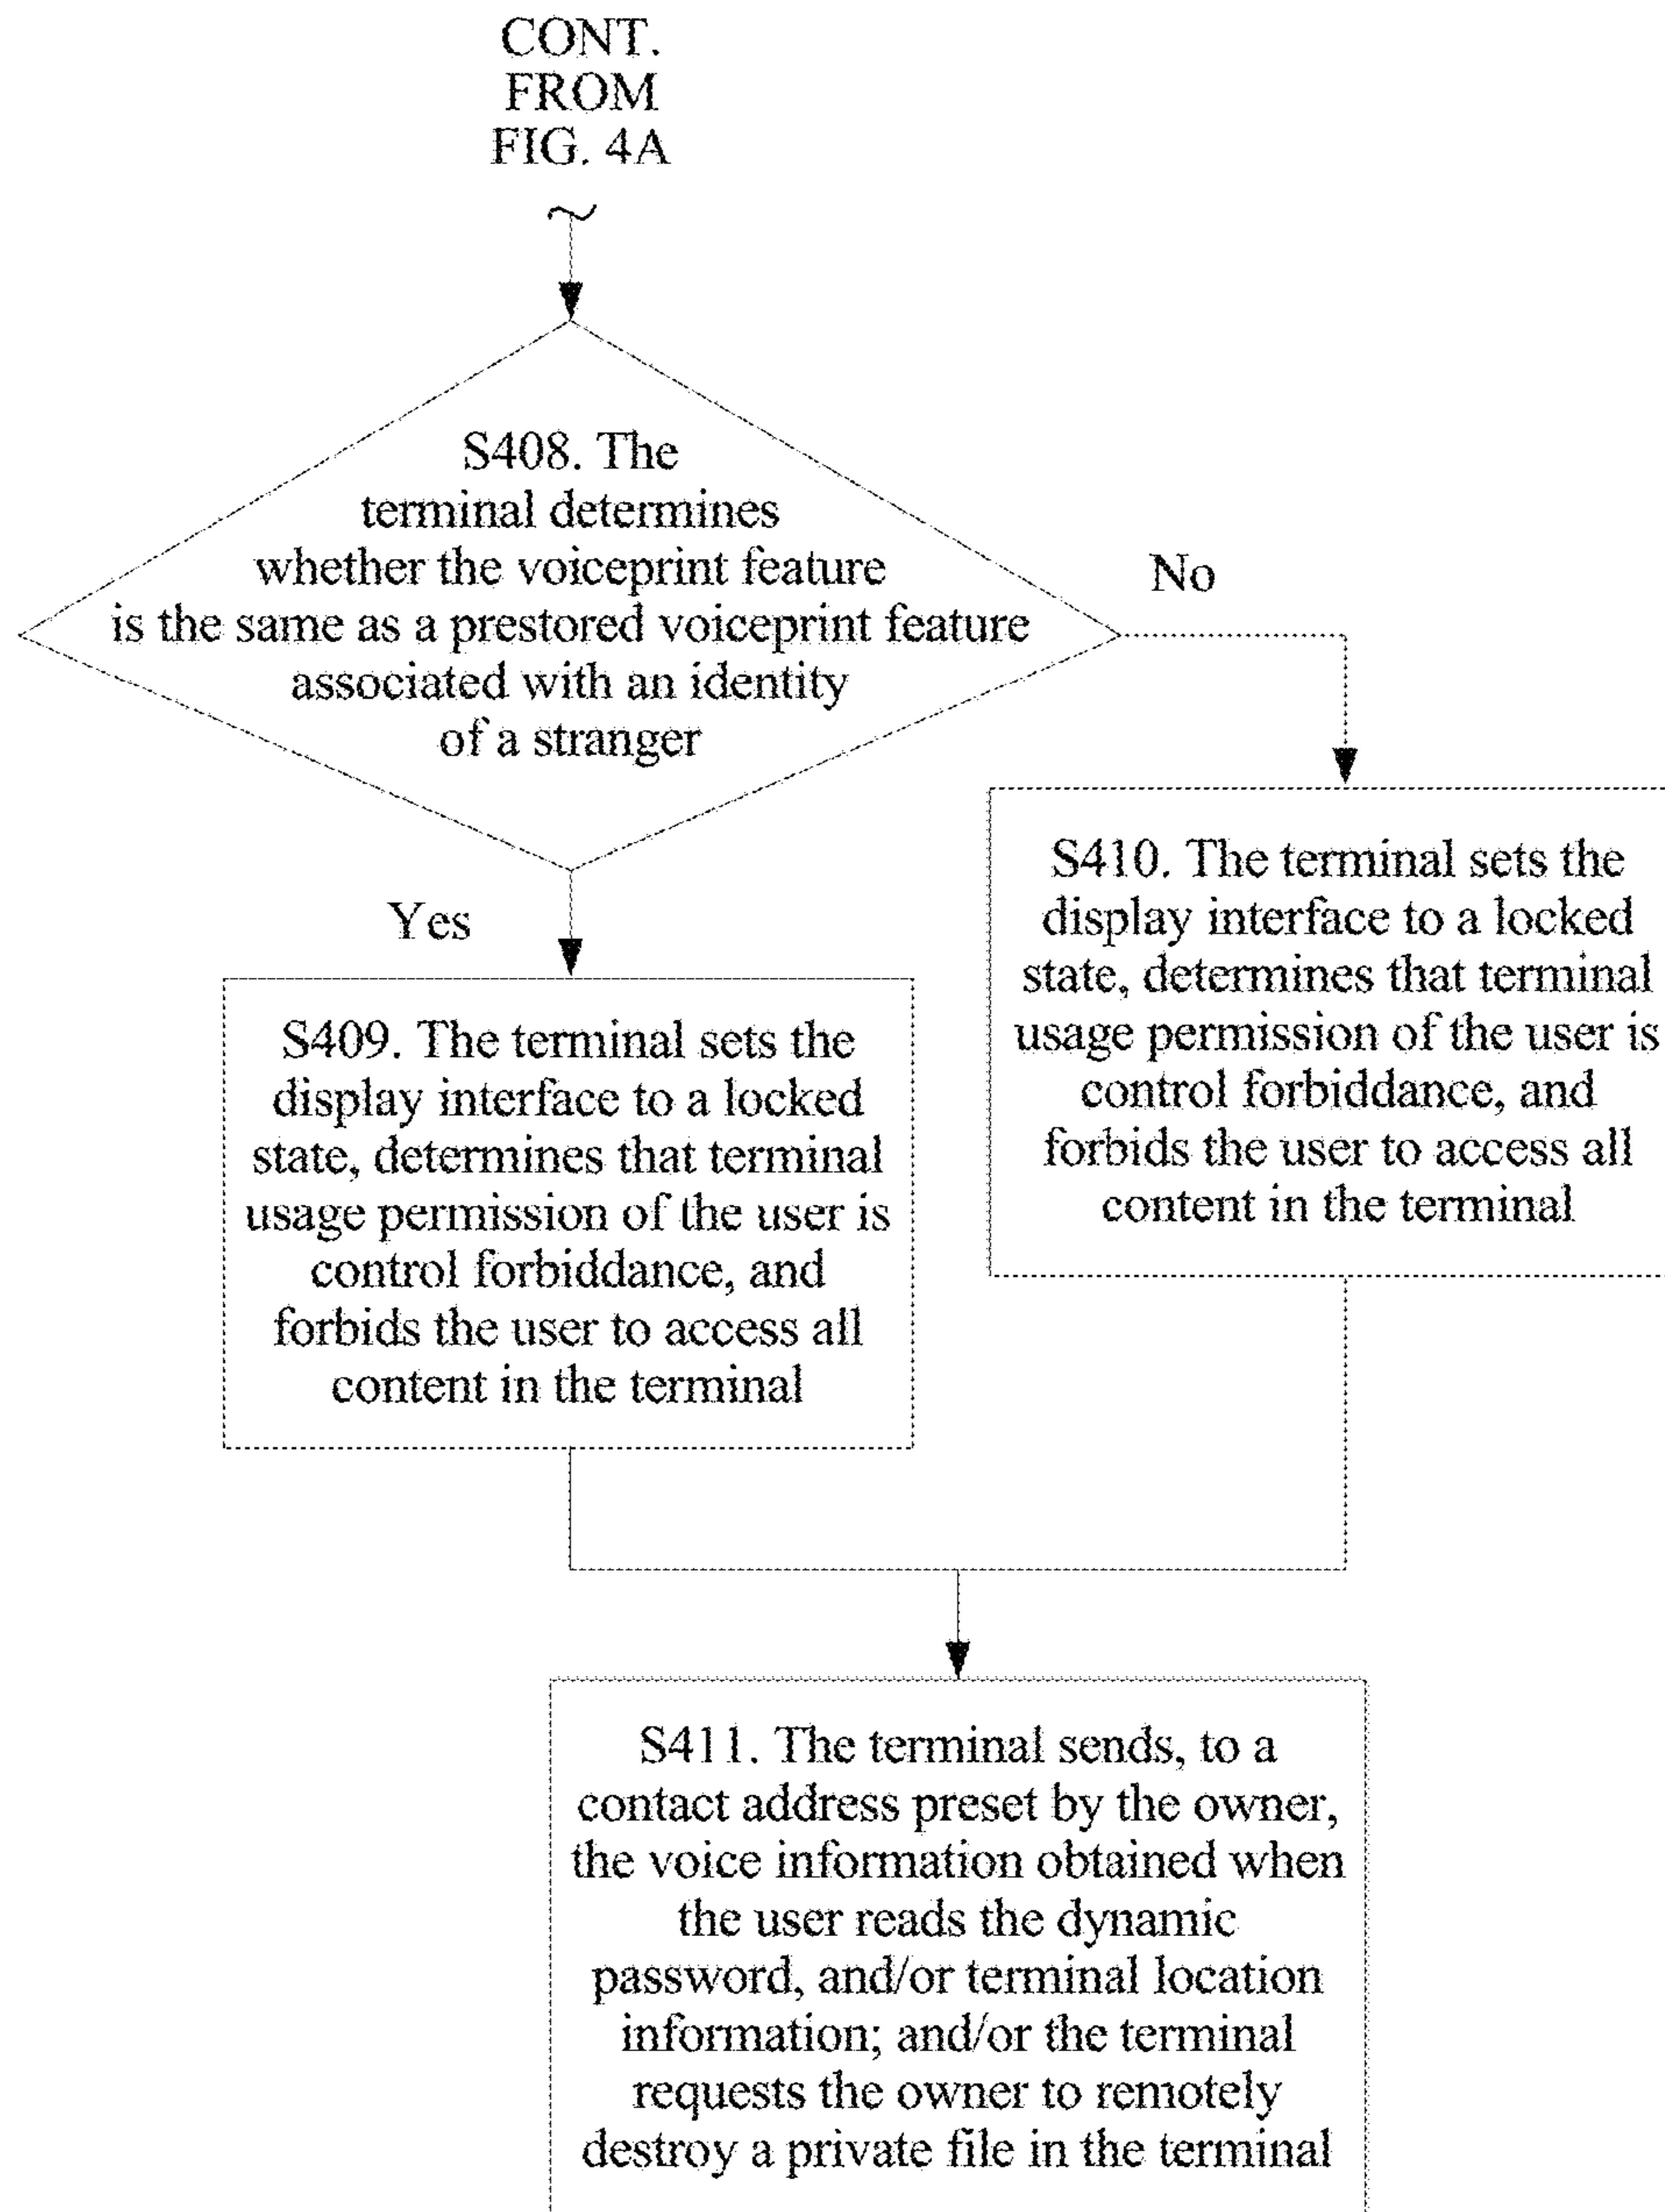 CONT.
FROM
FIG. 4A
S408. The
terminal determines
whether the voiceprint feature
is the same as a prestored voiceprint feature
associated with an identity
of a stranger
No
Yes
S410. The terminal sets the
display interface to a locked
state, determines that terminal
usage permission of the user is
control forbiddance, and
forbids the user to access all
content in the terminal
S409. The terminal sets the
display interface to a locked
state, determines that terminal
usage permission of the user is
control forbiddance, and
forbids the user to access all
content in the terminal
S411. The terminal sends, to a
contact address preset by the owner,
the voice information obtained when
the user reads the dynamic
password, and/or terminal location
information; and/or the terminal
requests the owner to remotely
destroy a private file in the terminal